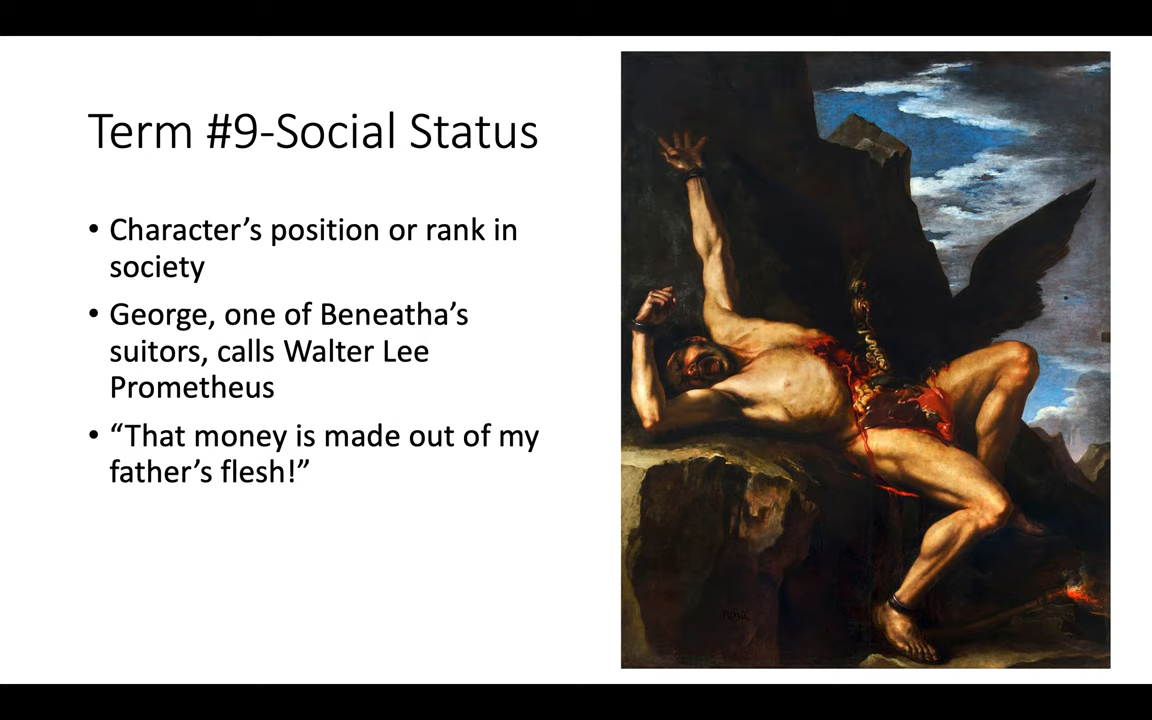 Term #9-Social Status
• Character’s position or rank in
society
• George, one of Beneatha’s
suitors, calls Walter Lee
Prometheus
• “That money is made out of my
father’s flesh!”